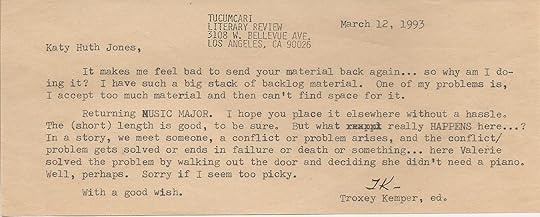 TUCUMCARI
LITERARY REVIEW
3108 W. BELLEVUE AVE.
LOS ANGELES, CA 90026
March 12, 1993
Katy Huth Jones,
It makes me feel bad to send your material back again... so why am I do-
ing it? I have such a big stack of backlog material. One of my problems is,
I accept too much material and then can't find space for it.
Returning MUSIC MAJOR. I hope you place it elsewhere without a hassle.
The (short) length is good, to be sure. But what really HAPPENS here...?
In a story, we meet someone, a conflict or problem arises, and the conflict/
problem gets solved or ends in failure or death or something... here Valerie
solved the problem by walking out the door and deciding she didn't need a piano.
Well, perhaps. Sorry if I seem too picky.
With a good wish.
TK-
Troxey Kemper, ed.